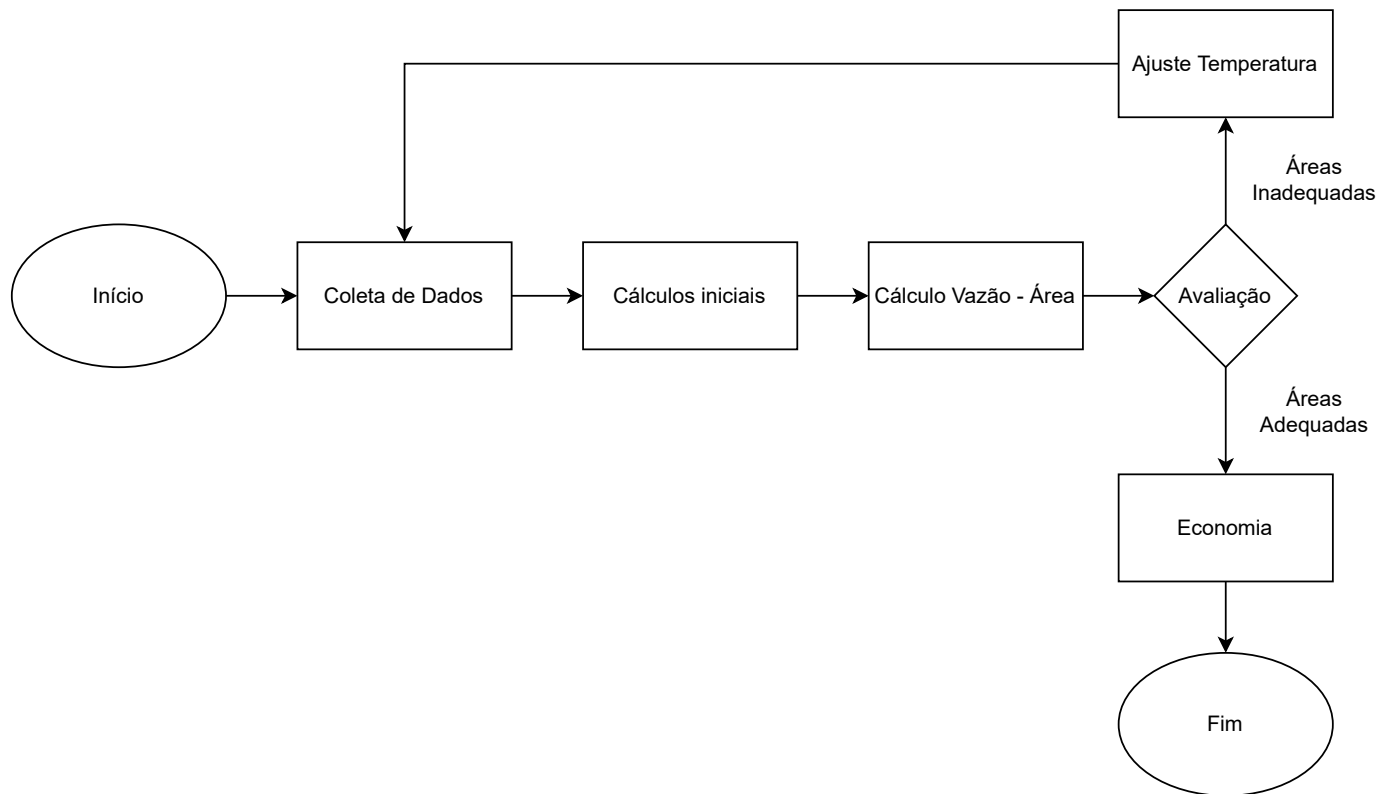 Ajuste Temperatura
Áreas
Inadequadas
Início
Coleta de Dados
Cálculos iniciais
Cálculo Vazão - Área
Avaliação
Áreas
Adequadas
Economia
Fim